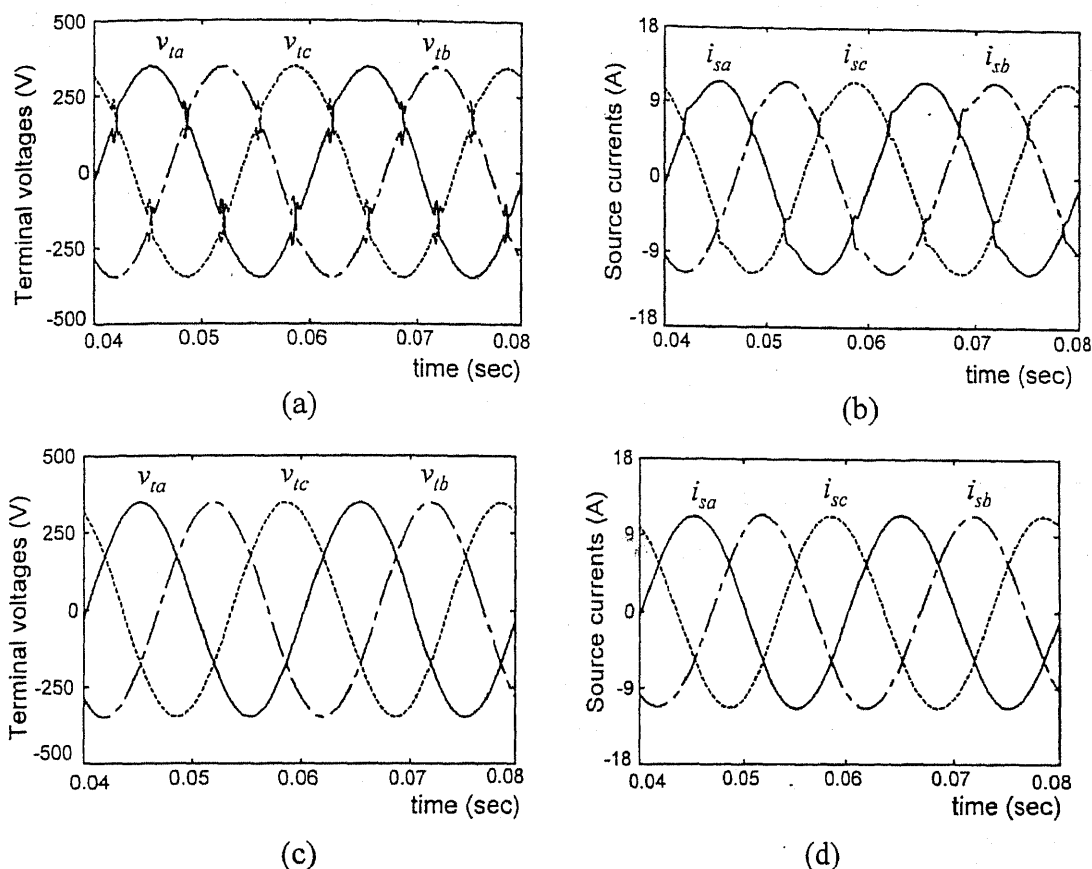 500
250
0
-250
-500
Terminal voltages (V)
v_ta
v_tc
v_tb
0.04
0.05
0.06
0.07
0.08
time (sec)
(a)
18
9
0
-9
-18
Source currents (A)
i_sa
i_sc
i_sb
0.04
0.05
0.06
0.07
0.08
time (sec)
(b)
500
250
0
-250
-500
Terminal voltages (V)
v_ta
v_tc
v_tb
0.04
0.05
0.06
0.07
0.08
time (sec)
(c)
18
9
0
-9
-18
Source currents (A)
i_sa
i_sc
i_sb
0.04
0.05
0.06
0.07
0.08
time (sec)
(d)